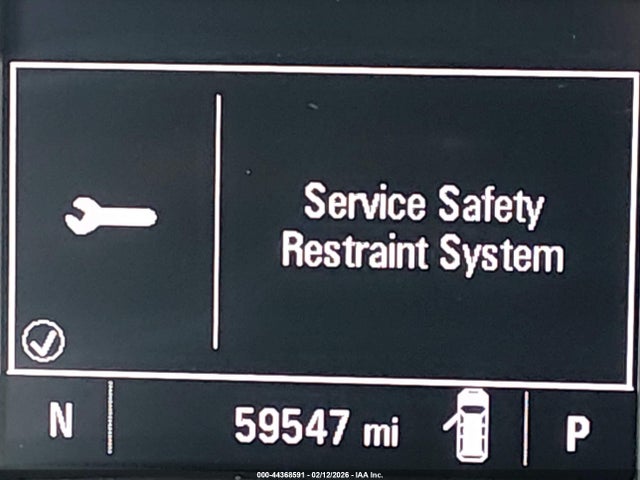 Service Safety
Restraint System
N 59547 mi P
000-44368591 - 02/12/2026 - IAA Inc.